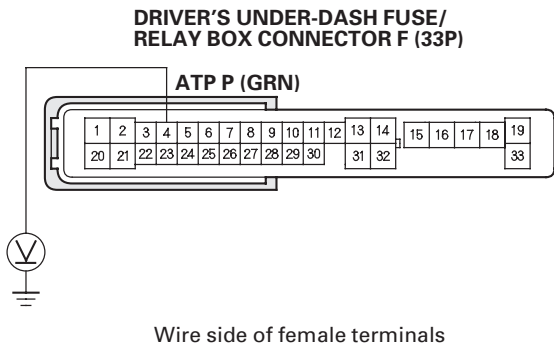 DRIVER'S UNDER-DASH FUSE/
RELAY BOX CONNECTOR F (33P)
ATP P (GRN)
1 2 3 4 5 6 7 8 9 10 11 12 13 14 15 16 17 18 19
20 21 22 23 24 25 26 27 28 29 30 31 32 33
V
Wire side of female terminals